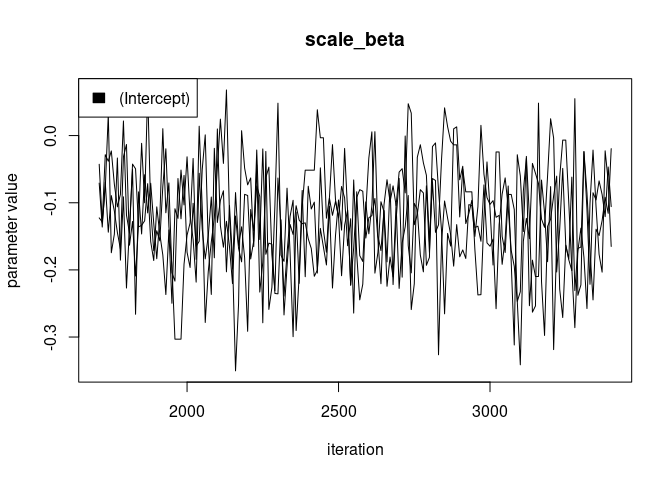 scale_beta
(Intercept)
parameter value
0.0
-0.1
-0.2
-0.3
2000 2500 3000
iteration